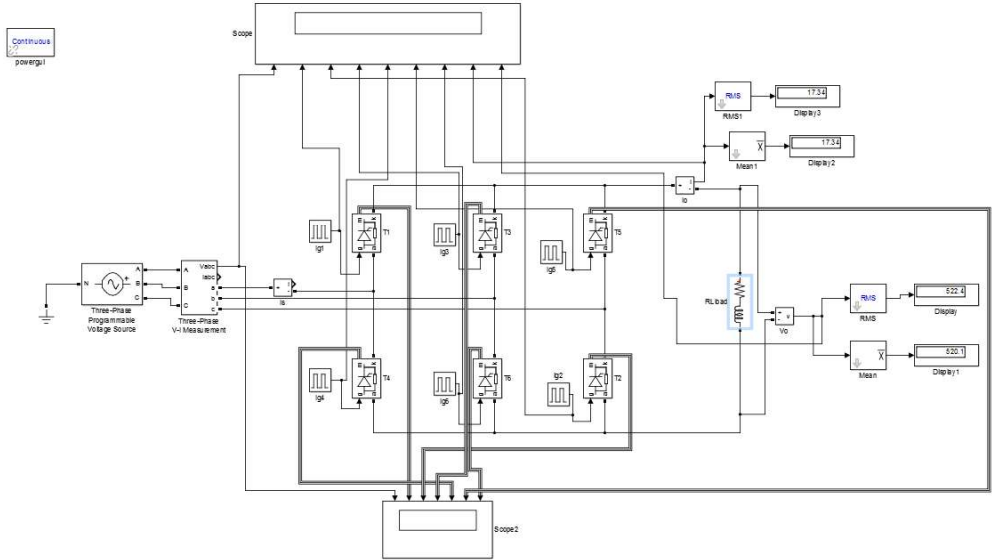 Continuous
powergui
Scope
RMS
RMS1
17.34
Display3
X
Mean1
17.34
Display2
+
-
i
Io
Ig1
T1
Ig3
T3
Ig5
T5
N
A
B
C
Three-Phase
Programmable
Voltage Source
A
B
C
Vabc
Iabc
a
b
c
Three-Phase
V-I Measurement
+
-
i
Is
RLload
+
-
v
Vo
RMS
RMS
522.4
Display
X
Mean
520.1
Display1
Ig4
T4
T6
Ig2
T2
Scope2